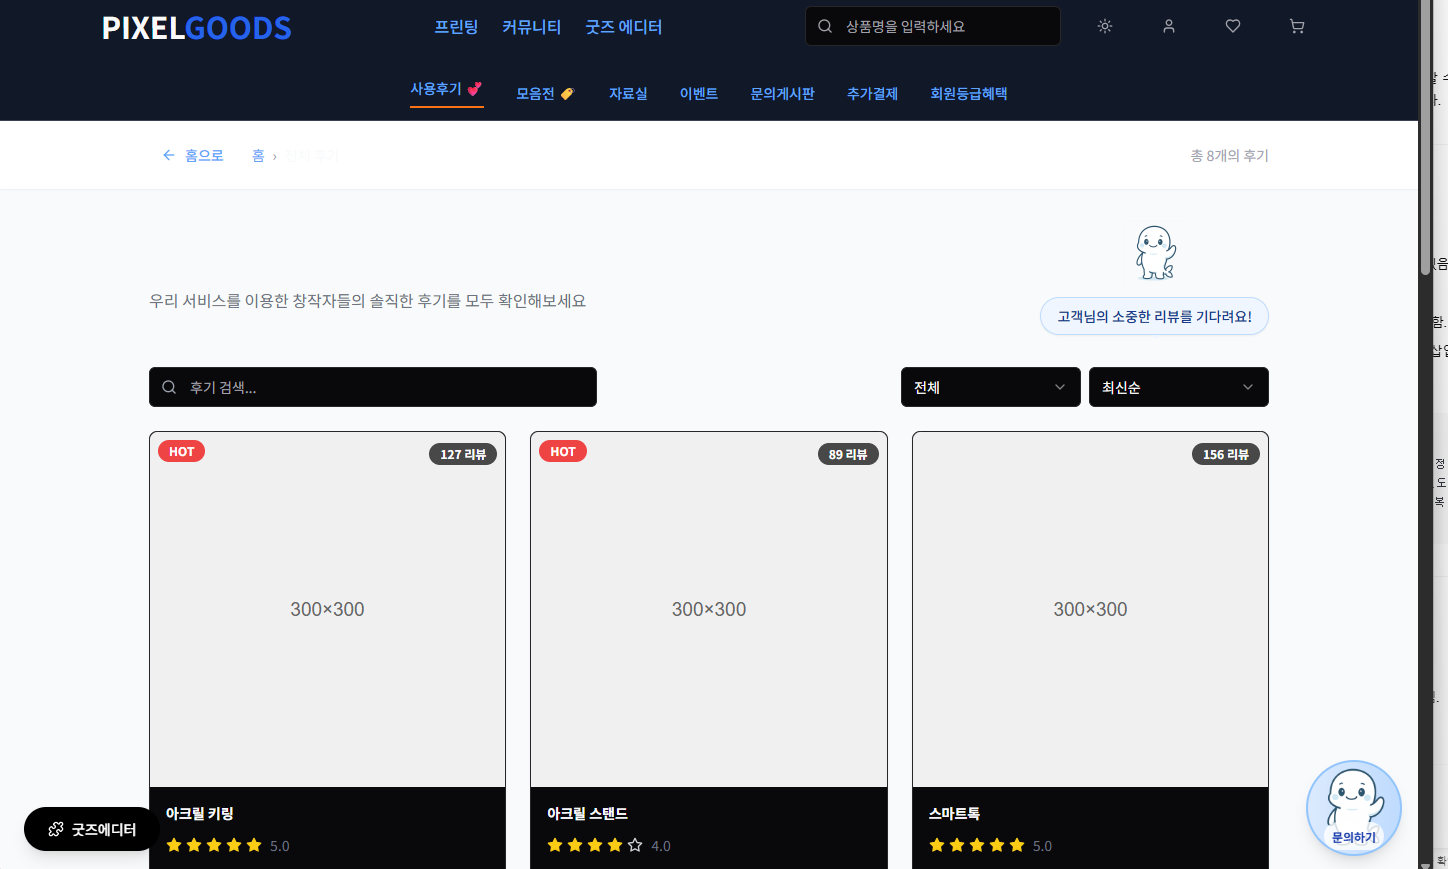 PIXELGOODS
프린팅 커뮤니티 굿즈 에디터
상품명을 입력하세요
사용후기 💕 모음전 🏷️ 자료실 이벤트 문의게시판 추가결제 회원등급혜택
← 홈으로 홈 › 전체 후기
총 8개의 후기
우리 서비스를 이용한 창작자들의 솔직한 후기를 모두 확인해보세요
고객님의 소중한 리뷰를 기다려요!
후기 검색...
전체
최신순
HOT
127 리뷰
300×300
아크릴 키링
5.0
HOT
89 리뷰
300×300
아크릴 스탠드
4.0
156 리뷰
300×300
스마트톡
5.0
굿즈에디터
문의하기